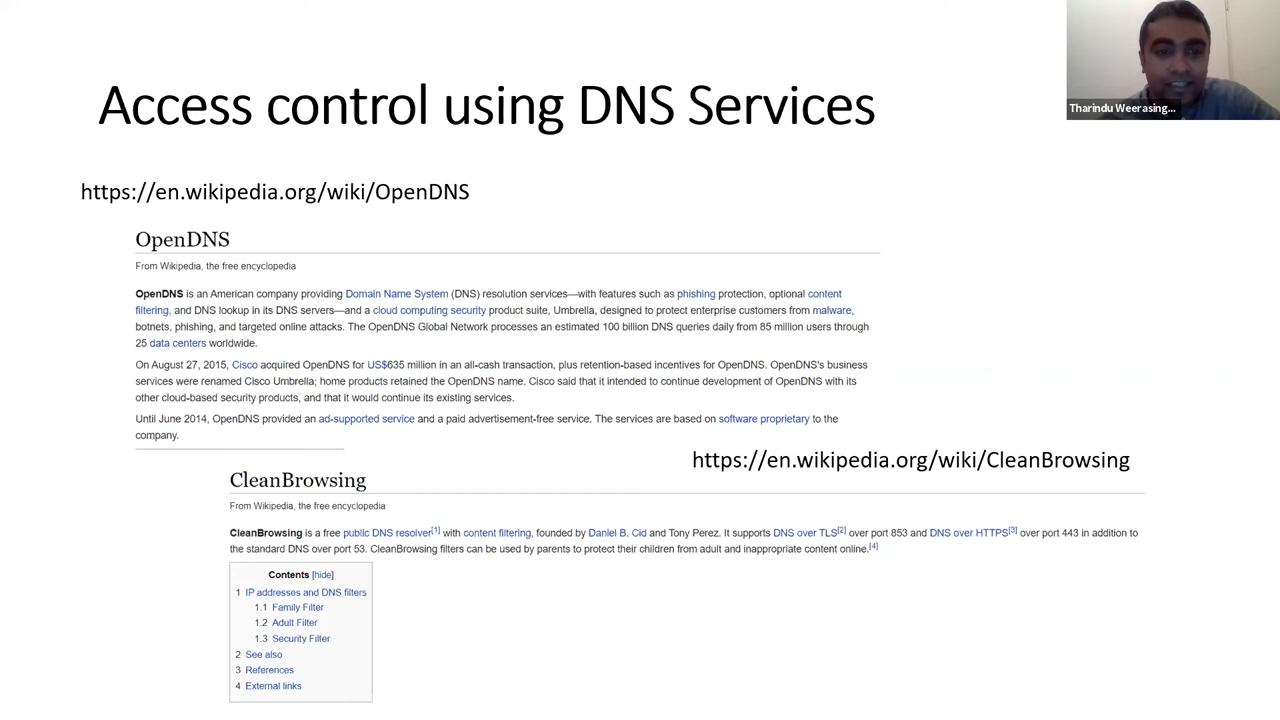 Access control using DNS Services
Tharindu Weerasing...
https://en.wikipedia.org/wiki/OpenDNS
OpenDNS
From Wikipedia, the free encyclopedia
OpenDNS is an American company providing Domain Name System (DNS) resolution services—with features such as phishing protection, optional content
filtering, and DNS lookup in its DNS servers—and a cloud computing security product suite, Umbrella, designed to protect enterprise customers from malware,
botnets, phishing, and targeted online attacks. The OpenDNS Global Network processes an estimated 100 billion DNS queries daily from 85 million users through
25 data centers worldwide.
On August 27, 2015, Cisco acquired OpenDNS for US$635 million in an all-cash transaction, plus retention-based incentives for OpenDNS. OpenDNS's business
services were renamed Cisco Umbrella; home products retained the OpenDNS name. Cisco said that it intended to continue development of OpenDNS with its
other cloud-based security products, and that it would continue its existing services.
Until June 2014, OpenDNS provided an ad-supported service and a paid advertisement-free service. The services are based on software proprietary to the
company.
https://en.wikipedia.org/wiki/CleanBrowsing
CleanBrowsing
From Wikipedia, the free encyclopedia
CleanBrowsing is a free public DNS resolver[1] with content filtering, founded by Daniel B. Cid and Tony Perez. It supports DNS over TLS[2] over port 853 and DNS over HTTPS[3] over port 443 in addition to
the standard DNS over port 53. CleanBrowsing filters can be used by parents to protect their children from adult and inappropriate content online.[4]
Contents [hide]
1 IP addresses and DNS filters
1.1 Family Filter
1.2 Adult Filter
1.3 Security Filter
2 See also
3 References
4 External links